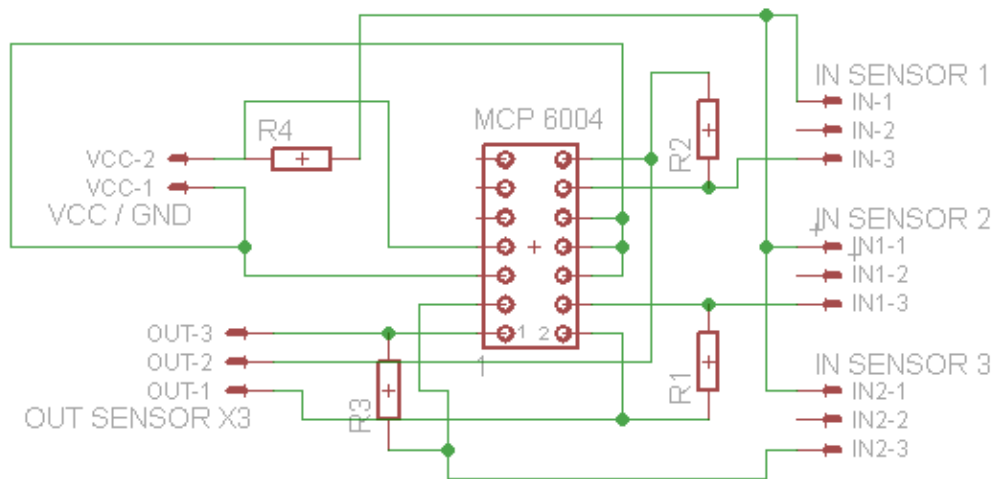 IN SENSOR 1
IN-1
IN-2
IN-3
MCP 6004
R4
R2
VCC-2
VCC-1
VCC / GND
IN SENSOR 2
IN1-1
IN1-2
IN1-3
OUT-3
OUT-2
OUT-1
OUT SENSOR X3
1 2
1
R3
R1
IN SENSOR 3
IN2-1
IN2-2
IN2-3